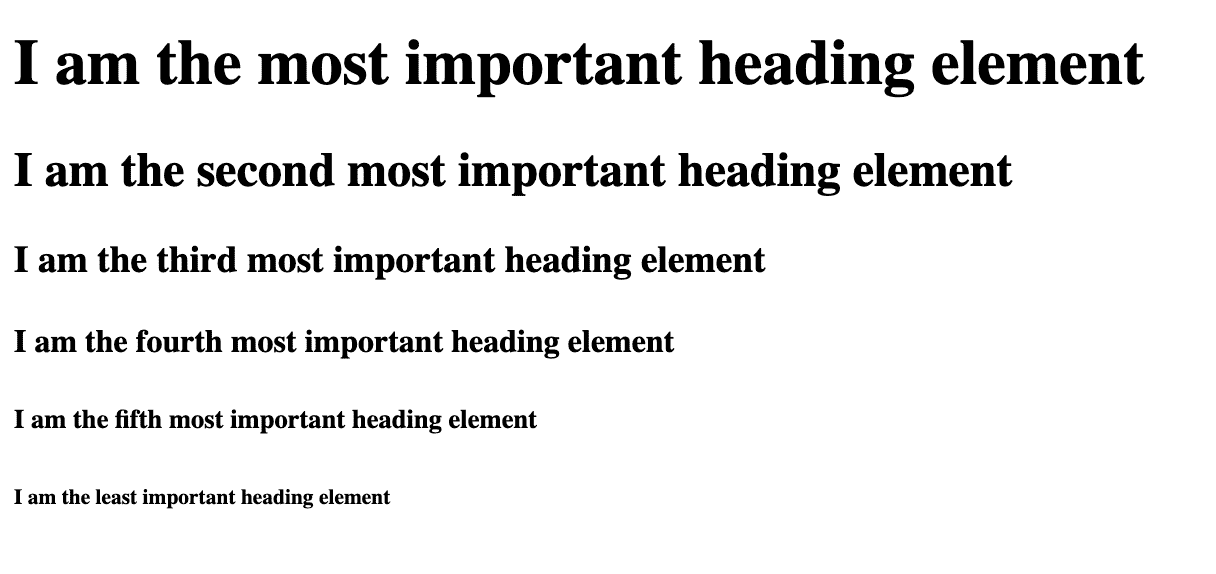 I am the most important heading element
I am the second most important heading element
I am the third most important heading element
I am the fourth most important heading element
I am the fifth most important heading element
I am the least important heading element